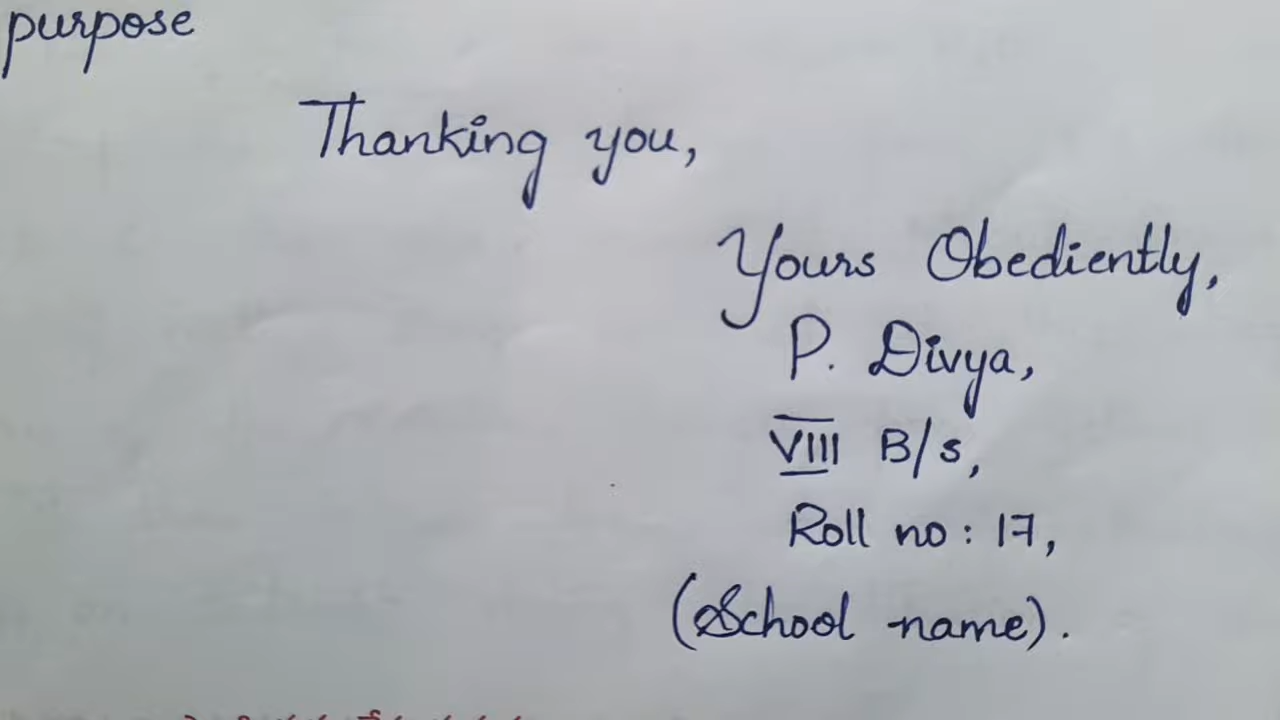 purpose
Thanking you,
Yours Obediently,
P. Divya,
VIII B/s,
Roll no: 17,
(School name).